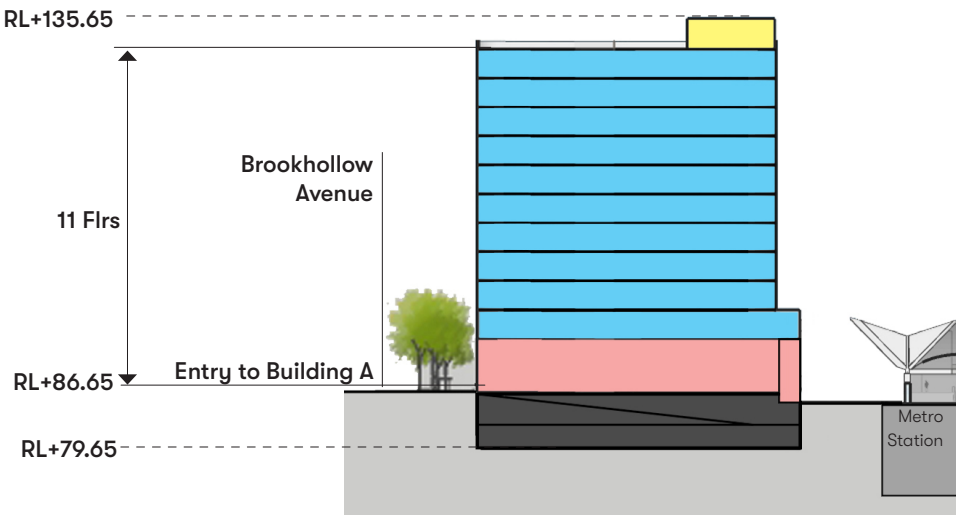 RL+135.65
Brookhollow
Avenue
11 Flrs
Entry to Building A
RL+86.65
Metro
Station
RL+79.65